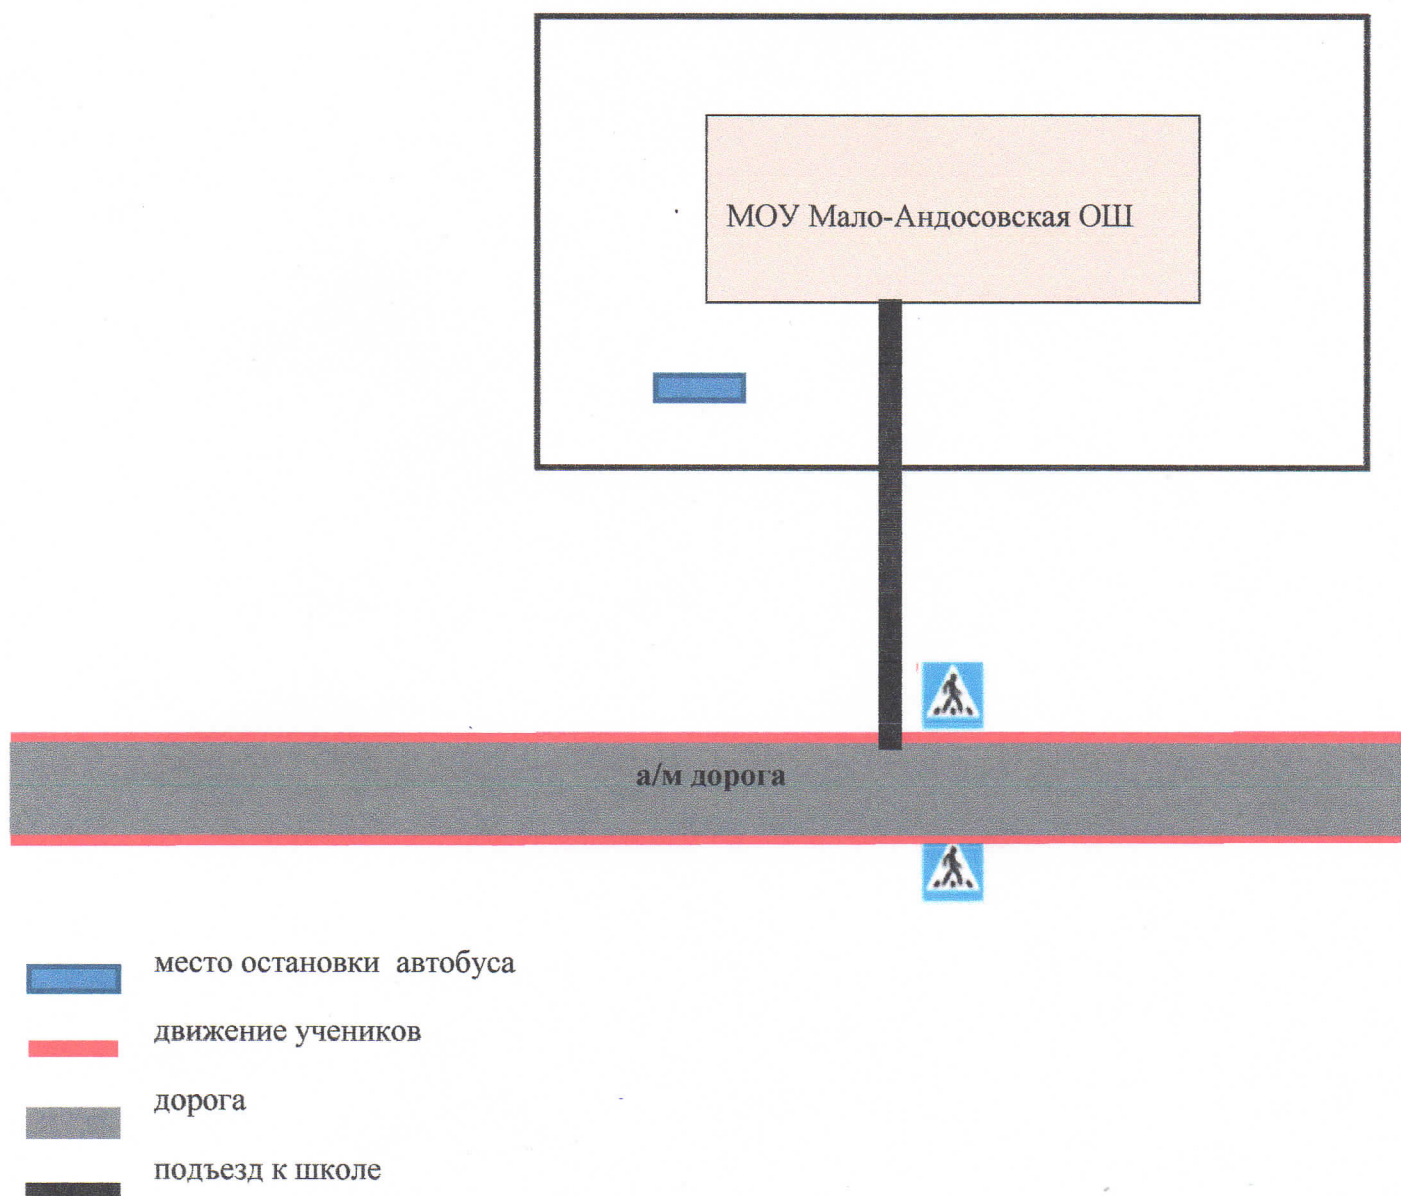 МОУ Мало-Андосовская ОШ
а/м дорога
место остановки автобуса
движение учеников
дорога
подъезд к школе